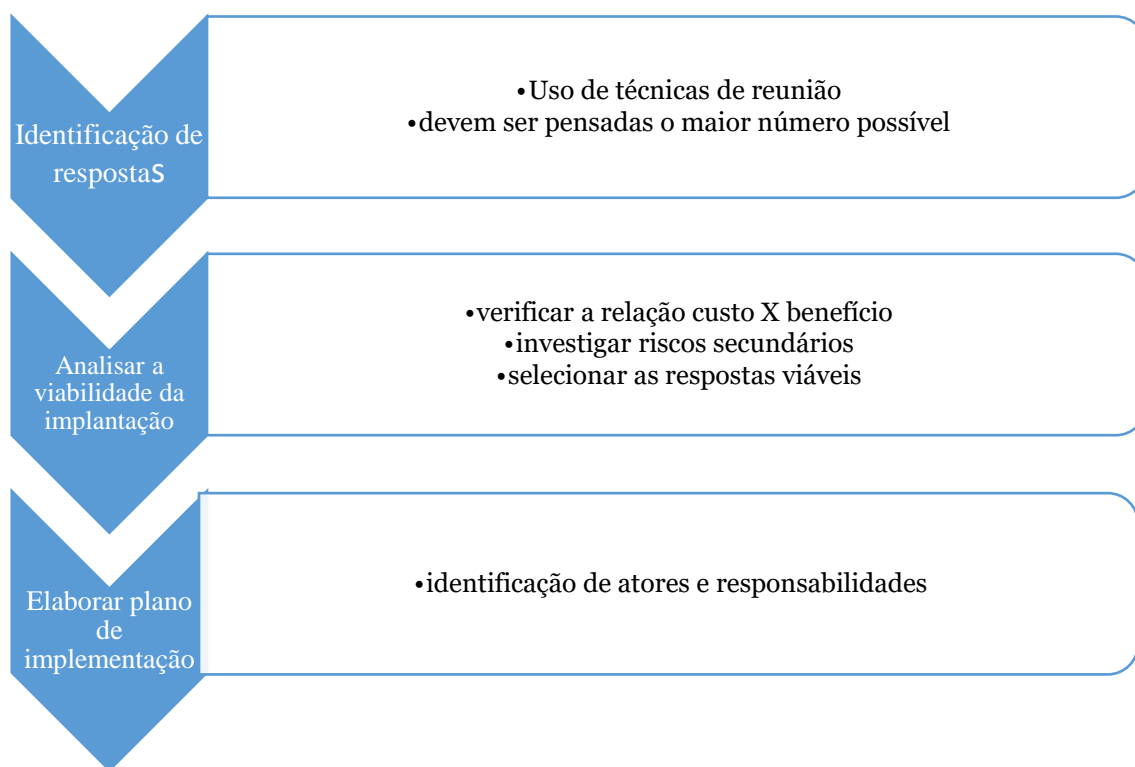 Identificação de
respostas
•Uso de técnicas de reunião
•devem ser pensadas o maior número possível
Analisar a
viabilidade da
implantação
•verificar a relação custo X benefício
•investigar riscos secundários
•selecionar as respostas viáveis
Elaborar plano
de
implementação
•identificação de atores e responsabilidades